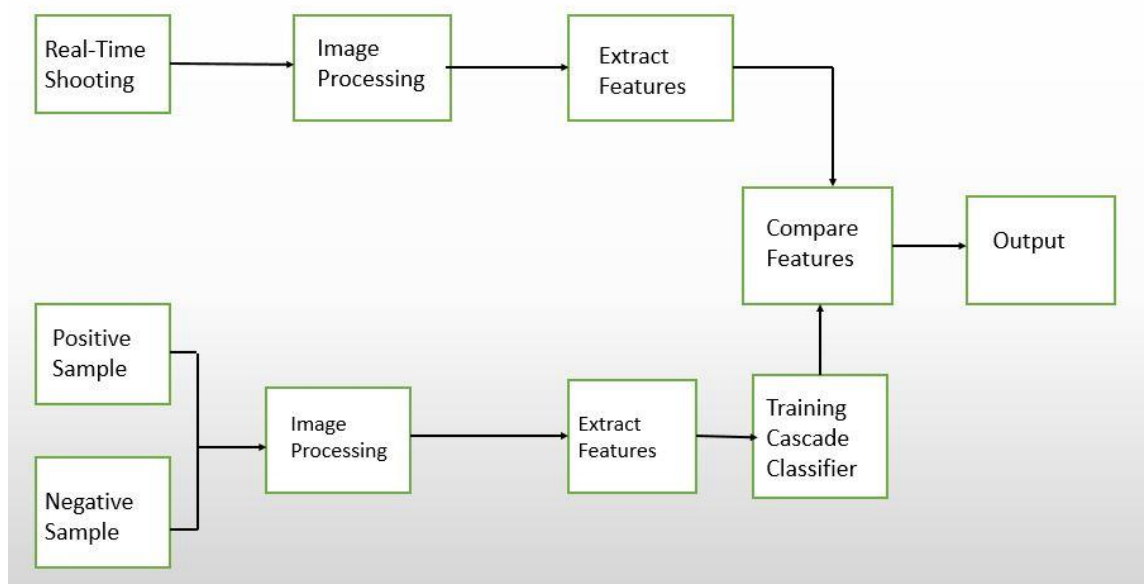 Real-Time
Shooting
Image
Processing
Extract
Features
Compare
Features
Output
Positive
Sample
Negative
Sample
Image
Processing
Extract
Features
Training
Cascade
Classifier